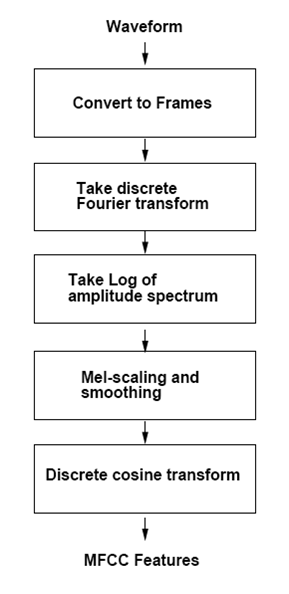 Waveform
Convert to Frames
Take discrete
Fourier transform
Take Log of
amplitude spectrum
Mel-scaling and
smoothing
Discrete cosine transform
MFCC Features